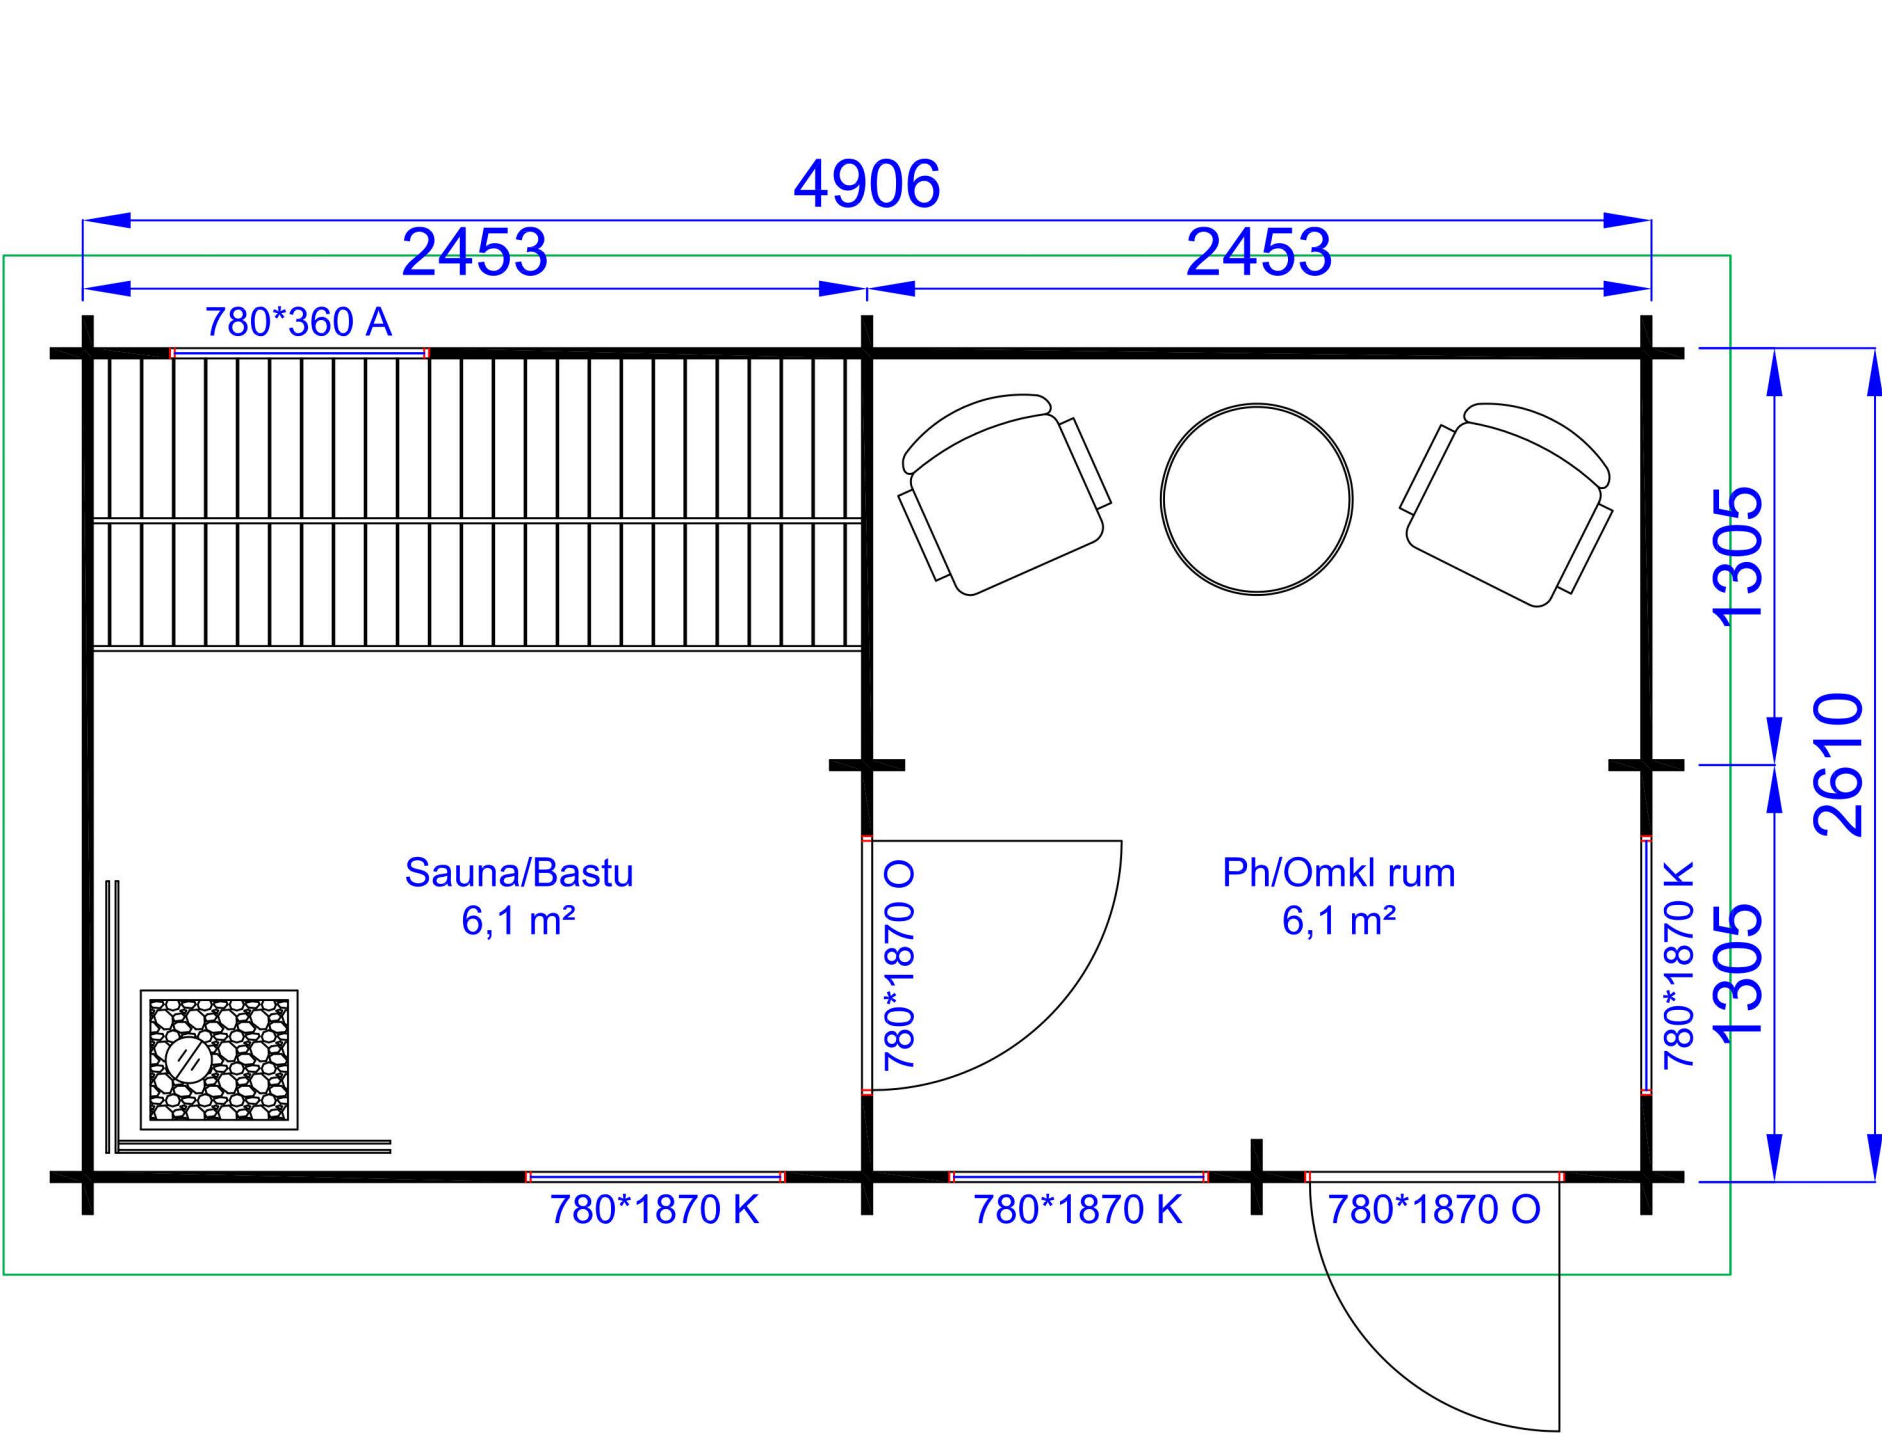 4906
2453
2453
780*360 A
1305
2610
Sauna/Bastu
6,1 m²
780*1870 O
Ph/Omkl rum
6,1 m²
780*1870 K
1305
780*1870 K
780*1870 K
780*1870 O